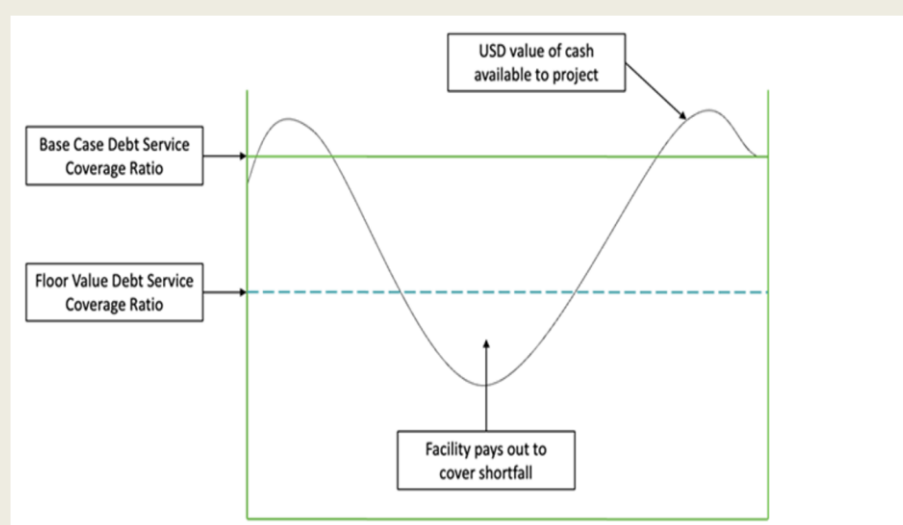 USD value of cash
available to project
Base Case Debt Service
Coverage Ratio
Floor Value Debt Service
Coverage Ratio
Facility pays out to
cover shortfall